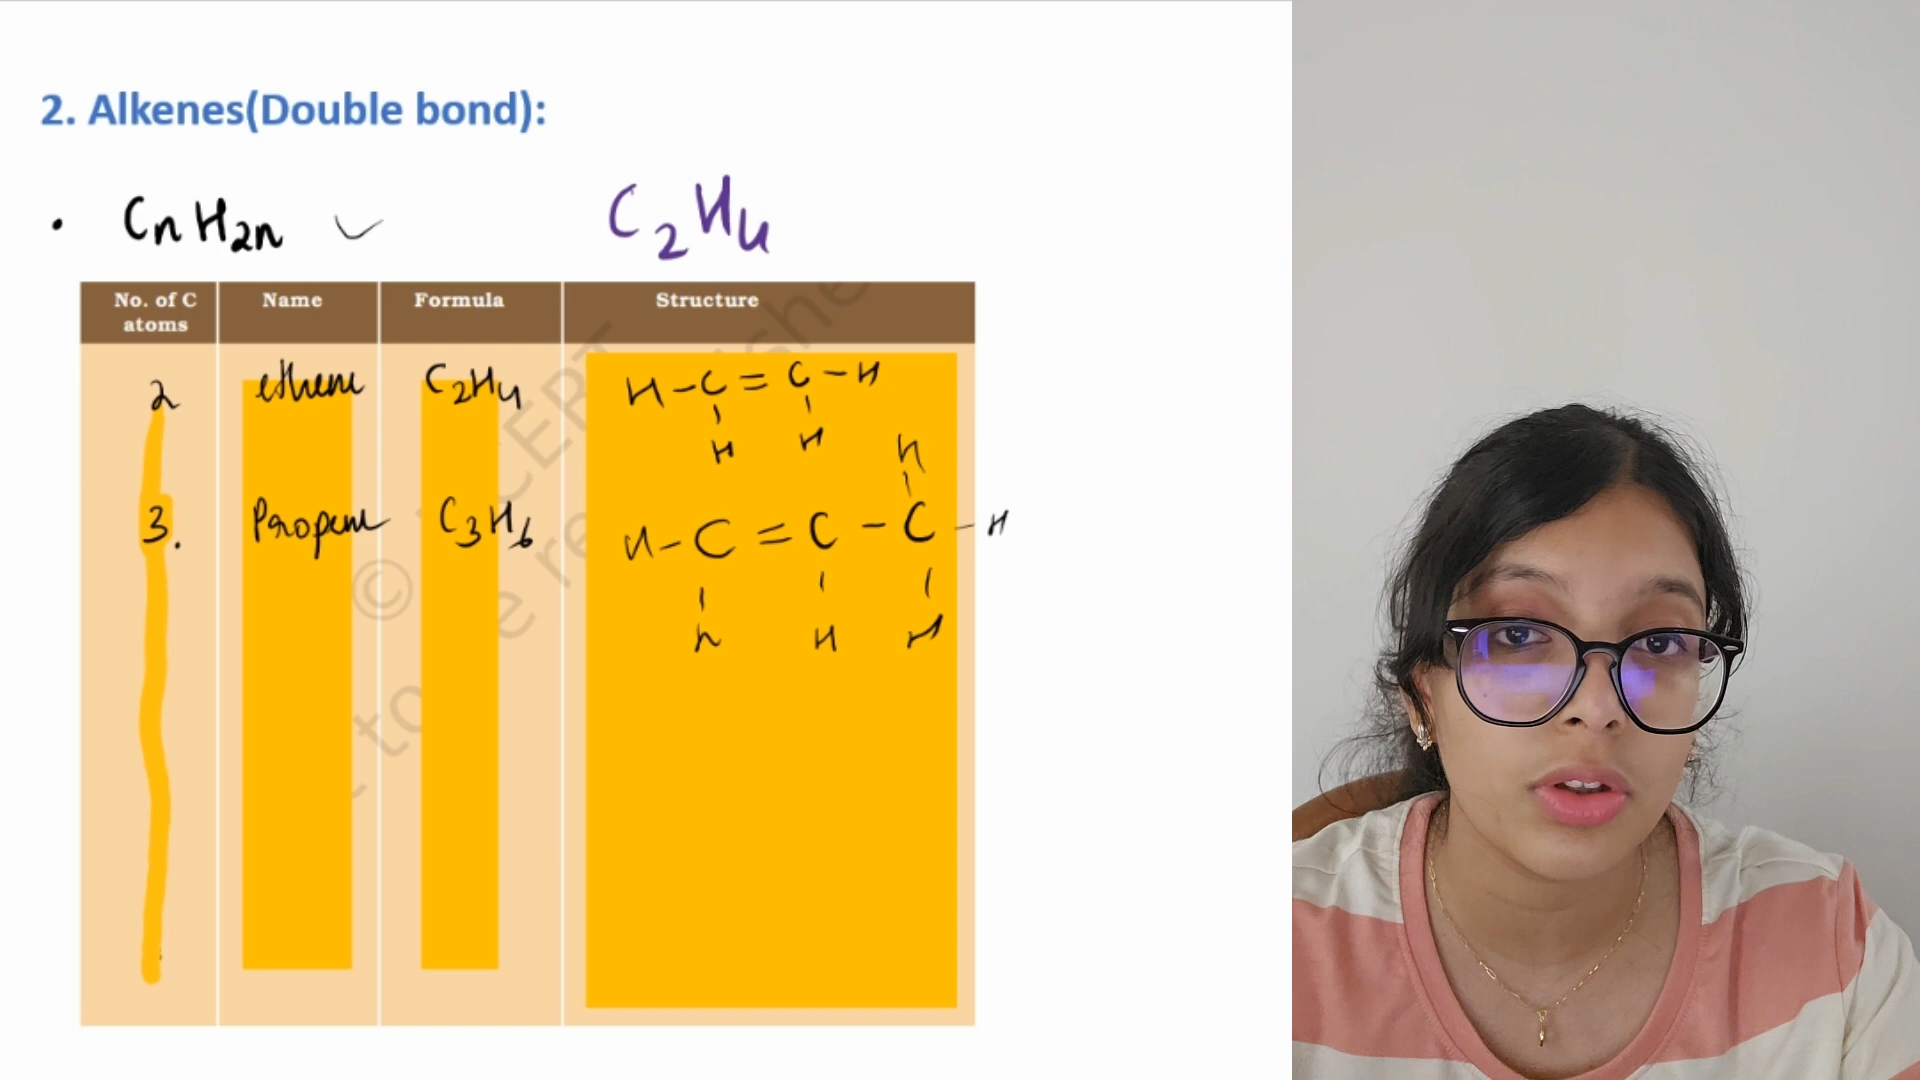 2. Alkenes(Double bond):
• CnH2n ✓ C2H4
No. of C atoms Name Formula Structure
2 ethene C2H4 H-C=C-H
H H
H
3. Propene C3H6 H-C=C-C-H
h H H